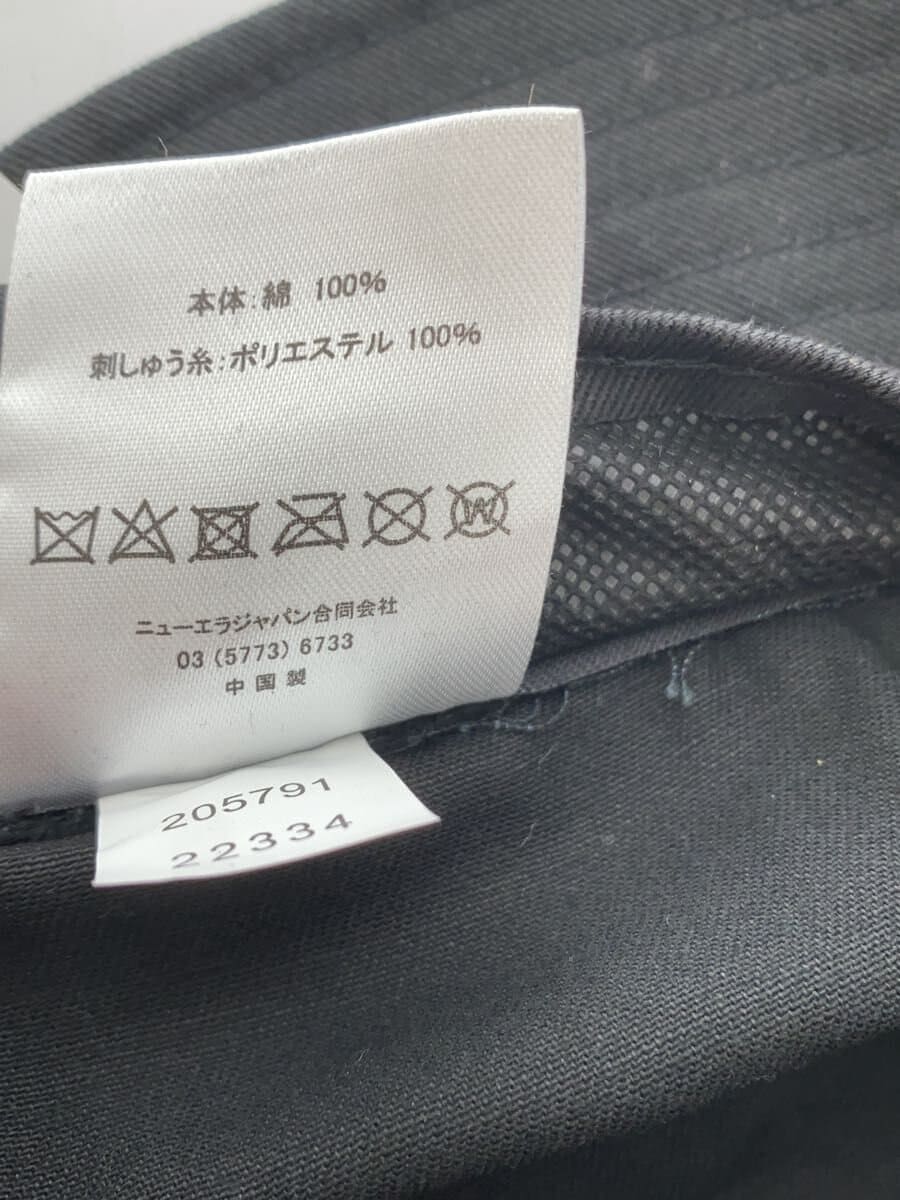 本体:綿 100%
刺しゅう糸:ポリエステル 100%
ニューエラジャパン合同会社
03 (5773) 6733
中国製
205791
22334